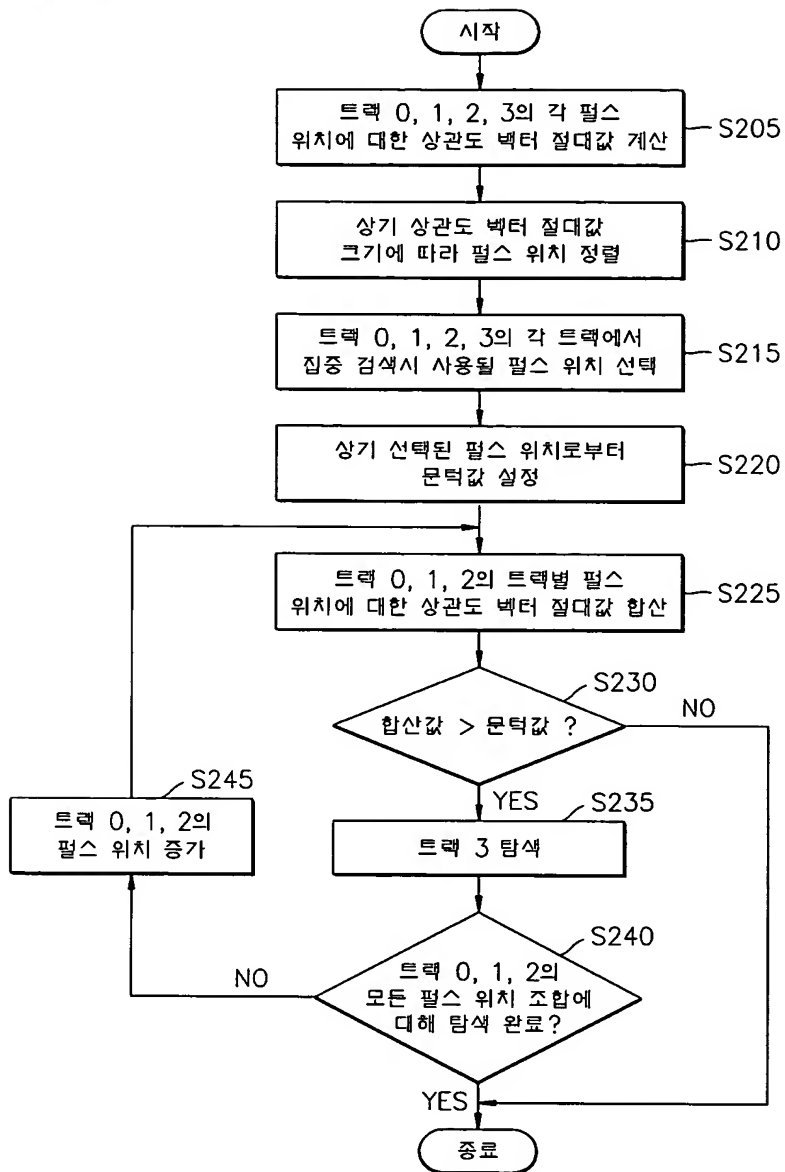 시작
트랙 0, 1, 2, 3의 각 펄스
위치에 대한 상관도 벡터 절대값 계산
S205
상기 상관도 벡터 절대값
크기에 따라 펄스 위치 정렬
S210
트랙 0, 1, 2, 3의 각 트랙에서
집중 검색시 사용될 펄스 위치 선택
S215
상기 선택된 펄스 위치로부터
문턱값 설정
S220
트랙 0, 1, 2의 트랙별 펄스
위치에 대한 상관도 벡터 절대값 합산
S225
S230
합산값 > 문턱값 ?
NO
YES
S245
트랙 0, 1, 2의
펄스 위치 증가
S235
트랙 3 탐색
S240
트랙 0, 1, 2의
모든 펄스 위치 조합에
대해 탐색 완료?
NO
YES
종료